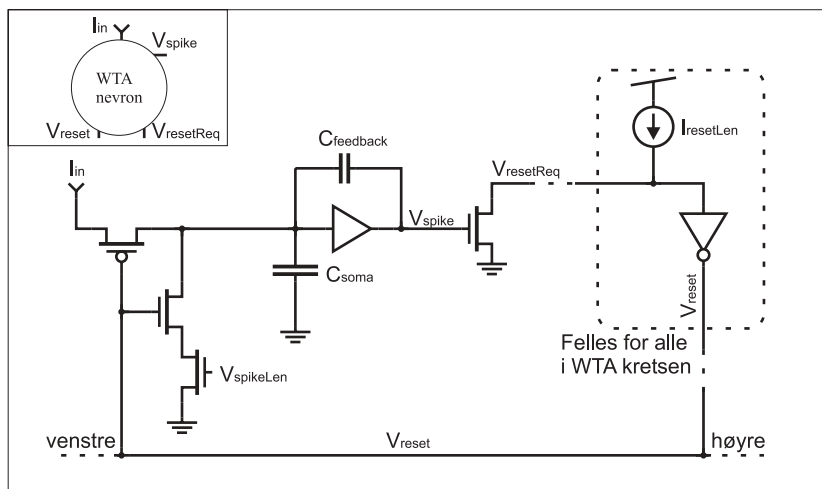 Iin
Vspike
WTA
nevron
Vreset
VresetReq
Iin
Cfeedback
Vspike
Csoma
VspikeLen
VresetReq
IresetLen
Vreset
Felles for alle
i WTA kretsen
venstre
Vreset
høyre